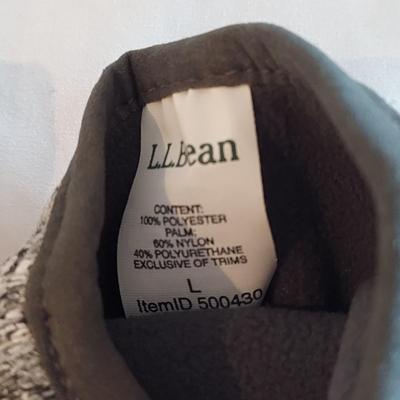 L.L.Bean
CONTENT:
100% POLYESTER
PALM:
60% NYLON
40% POLYURETHANE
EXCLUSIVE OF TRIMS
L
ItemID 500430